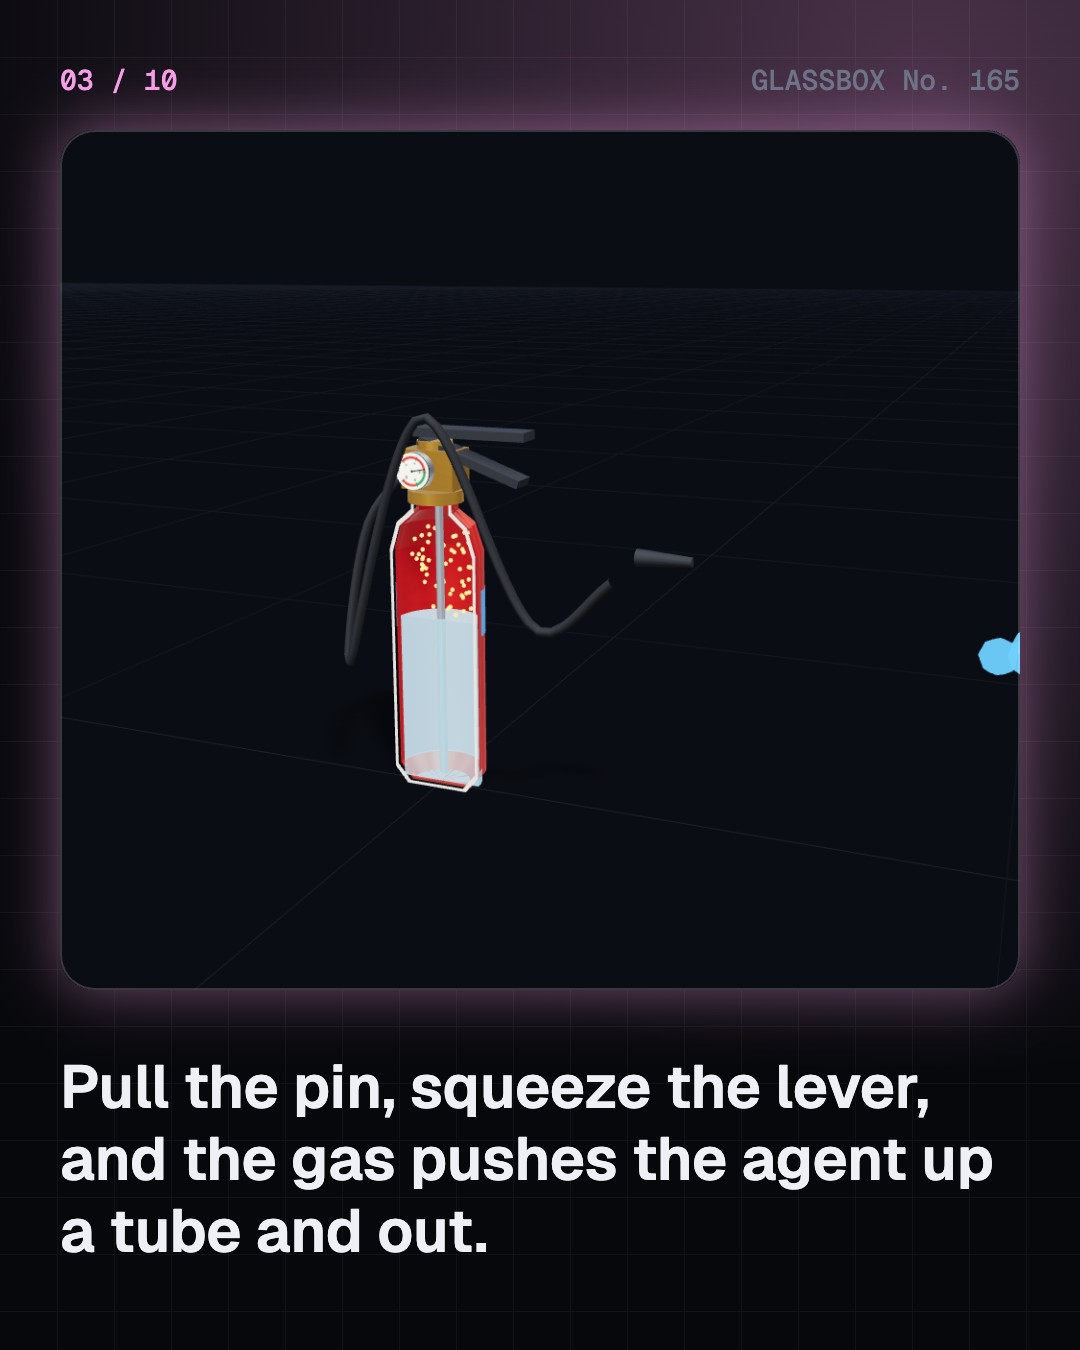 03 / 10
GLASSBOX No. 165
Pull the pin, squeeze the lever,
and the gas pushes the agent up
a tube and out.